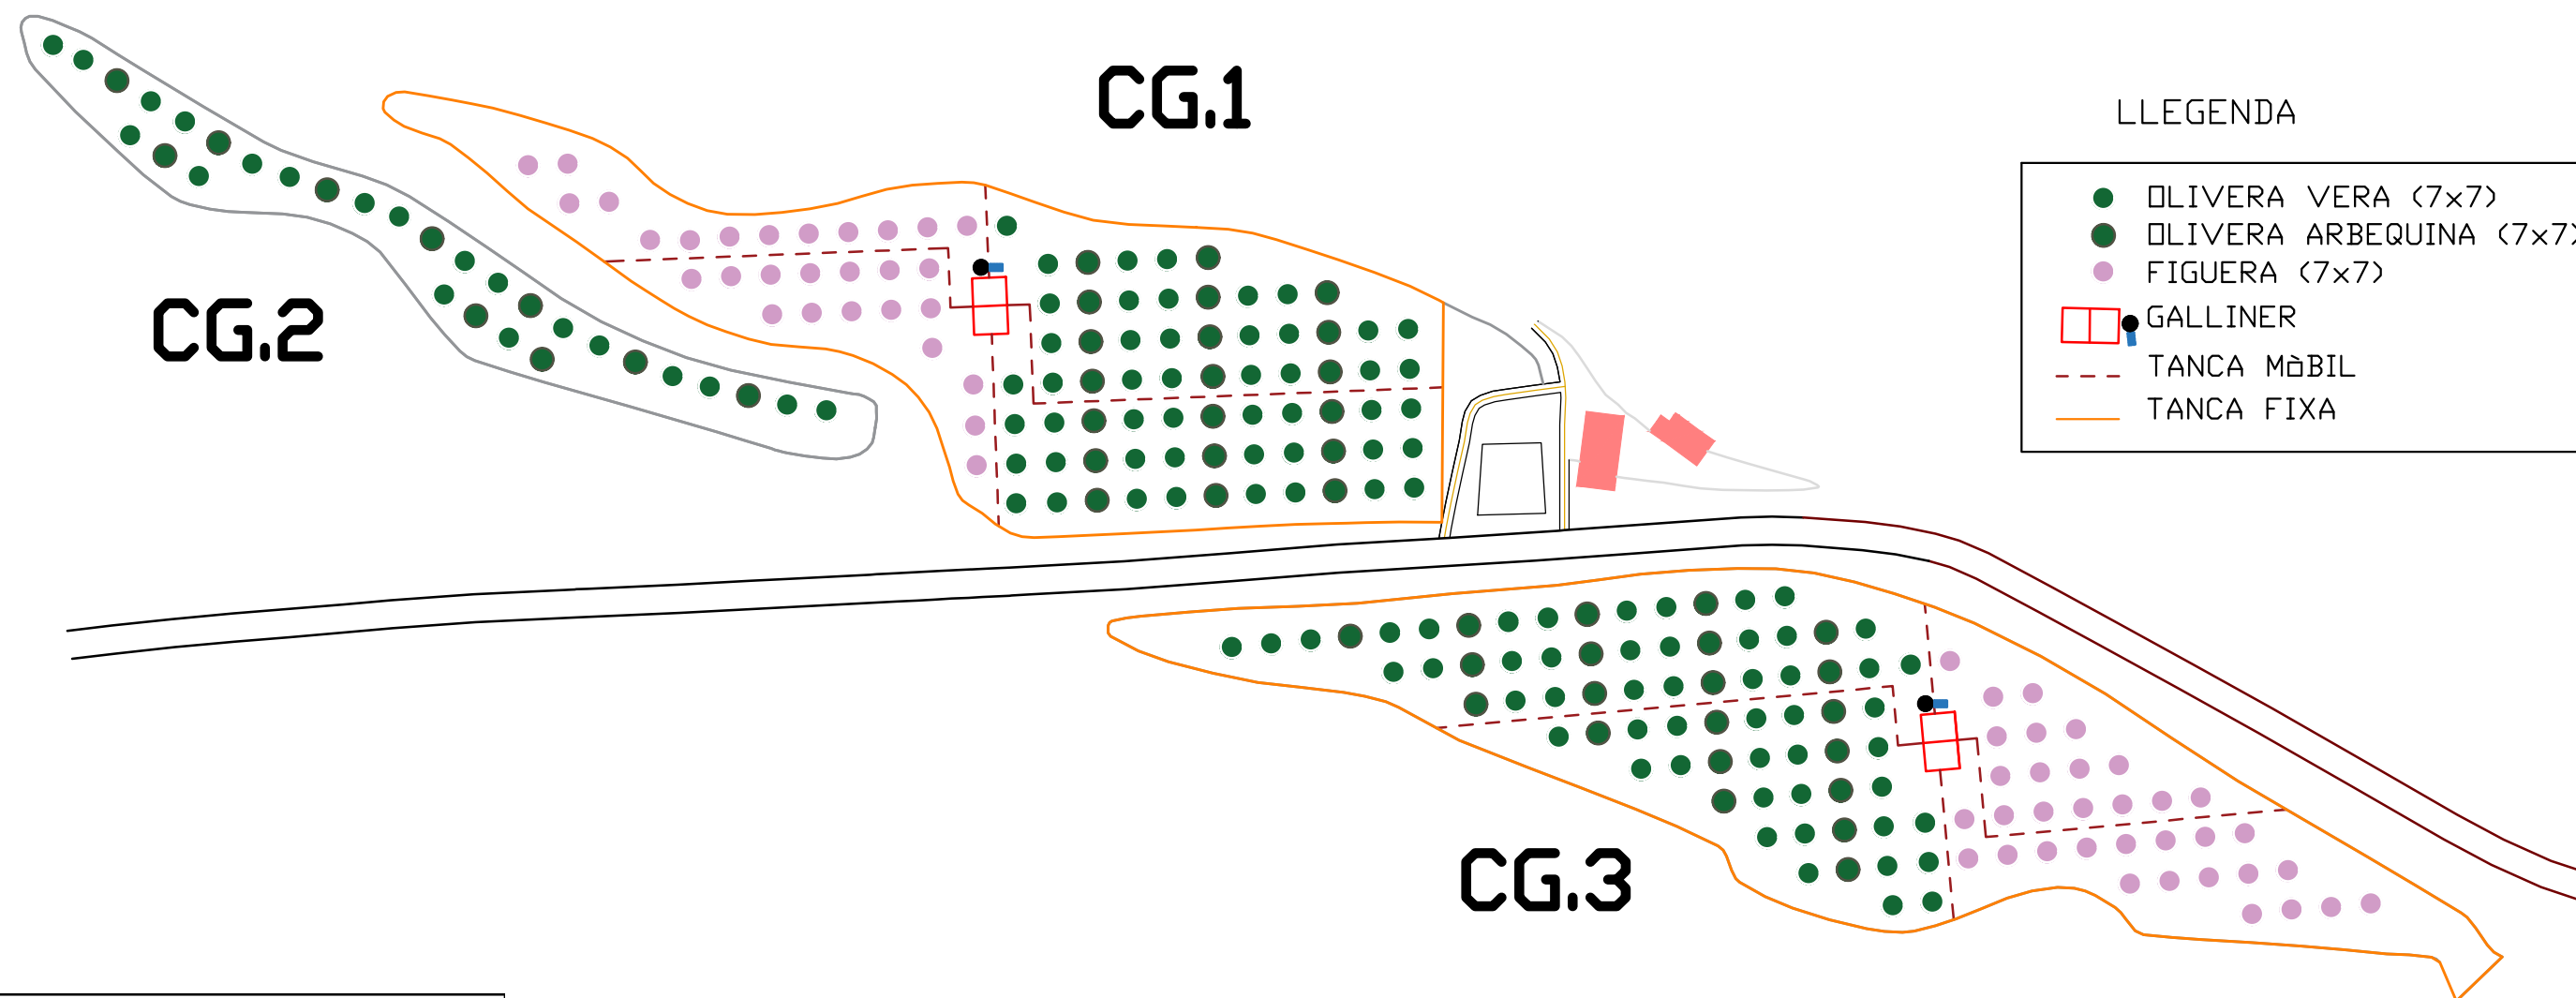 CG.1
CG.2
CG.3
LLEGENDA
OLIVERA VERA (7x7)
OLIVERA ARBEQUINA (7x7)
FIGUERA (7x7)
GALLINER
TANCA MòBIL
TANCA FIXA